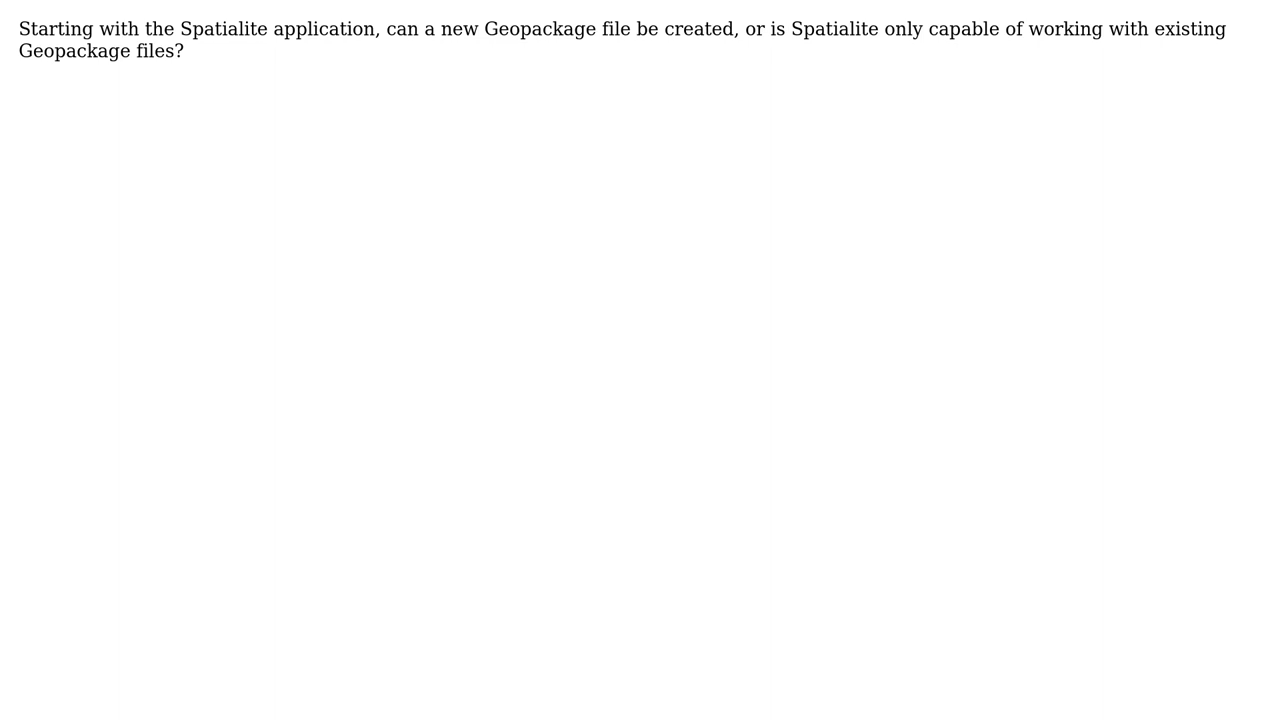 Starting with the Spatialite application, can a new Geopackage file be created, or is Spatialite only capable of working with existing
Geopackage files?